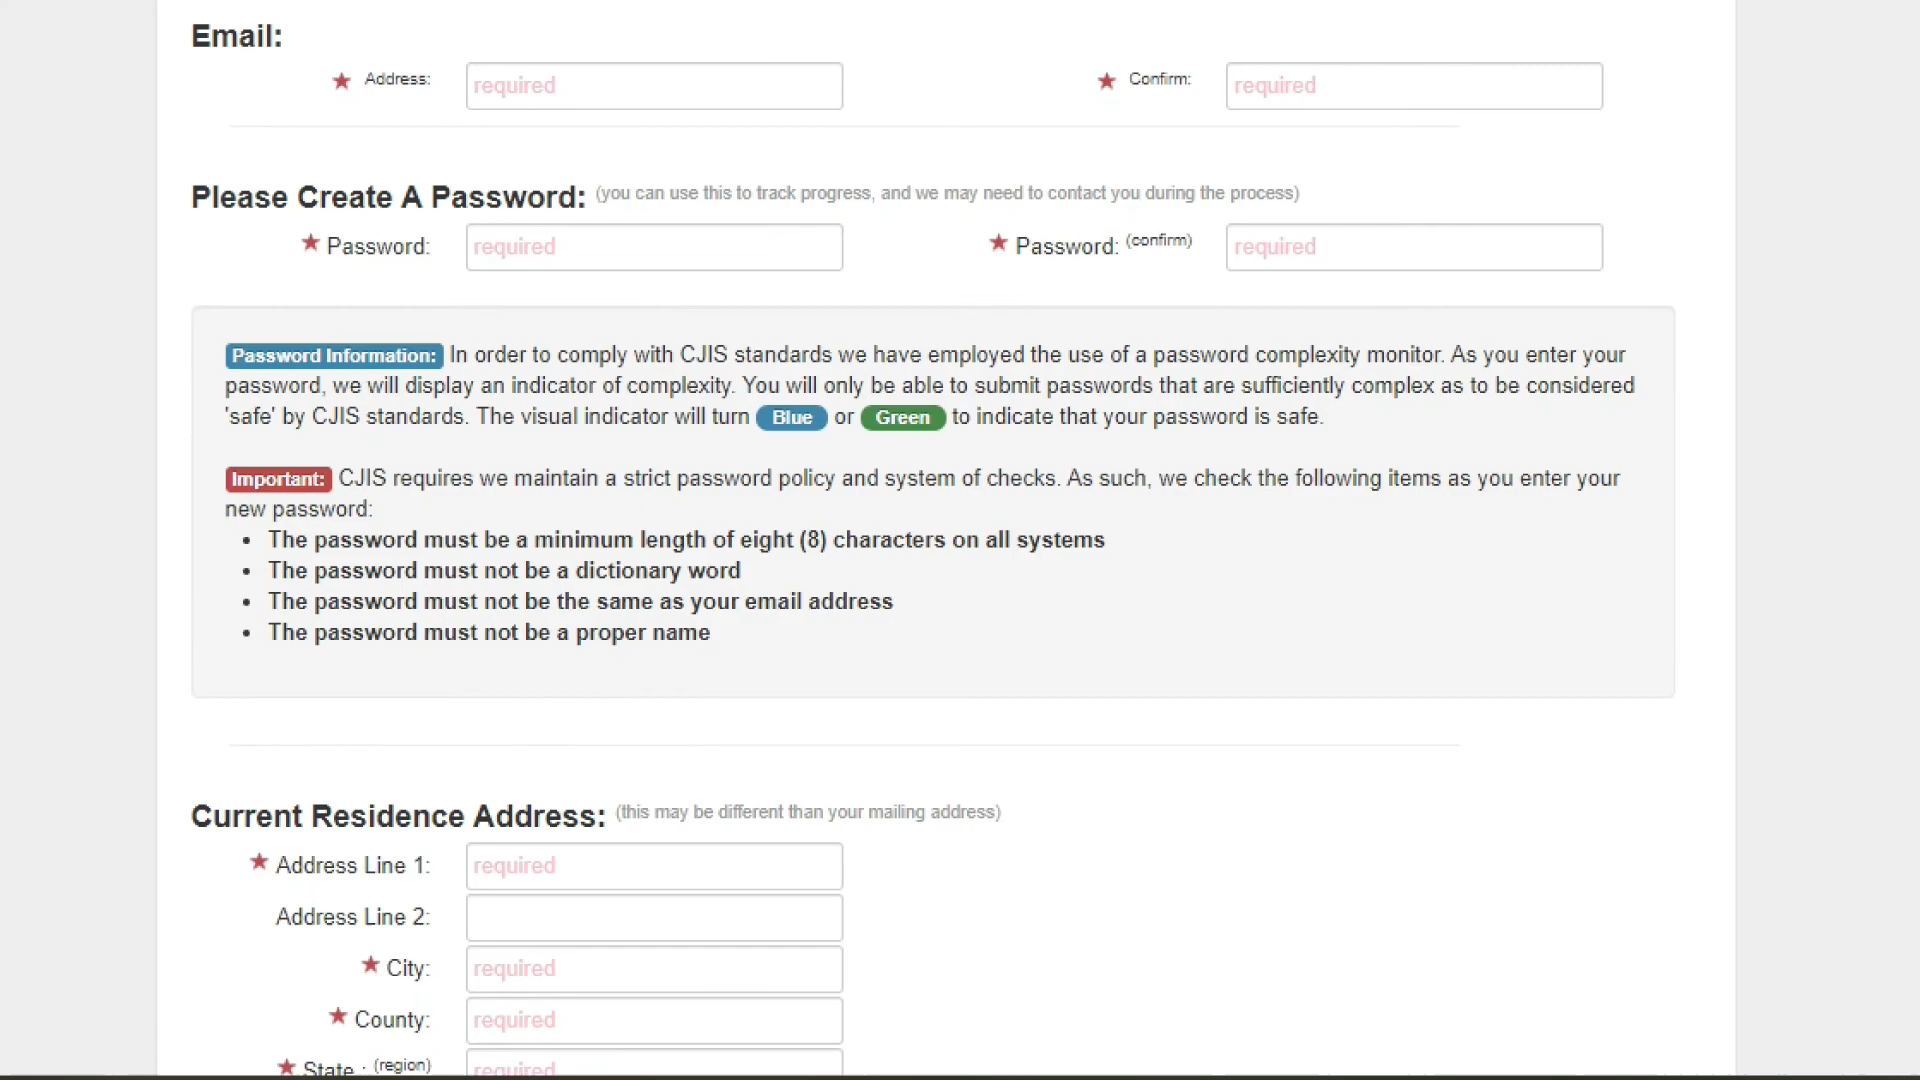 Email:
Address: required Confirm: required
Please Create A Password: (you can use this to track progress, and we may need to contact you during the process)
Password: required Password: (confirm) required
Password Information: In order to comply with CJIS standards we have employed the use of a password complexity monitor. As you enter your
password, we will display an indicator of complexity. You will only be able to submit passwords that are sufficiently complex as to be considered
'safe' by CJIS standards. The visual indicator will turn Blue or Green to indicate that your password is safe.
Important: CJIS requires we maintain a strict password policy and system of checks. As such, we check the following items as you enter your
new password:
• The password must be a minimum length of eight (8) characters on all systems
• The password must not be a dictionary word
• The password must not be the same as your email address
• The password must not be a proper name
Current Residence Address: (this may be different than your mailing address)
Address Line 1: required
Address Line 2:
City: required
County: required
State : (region) required